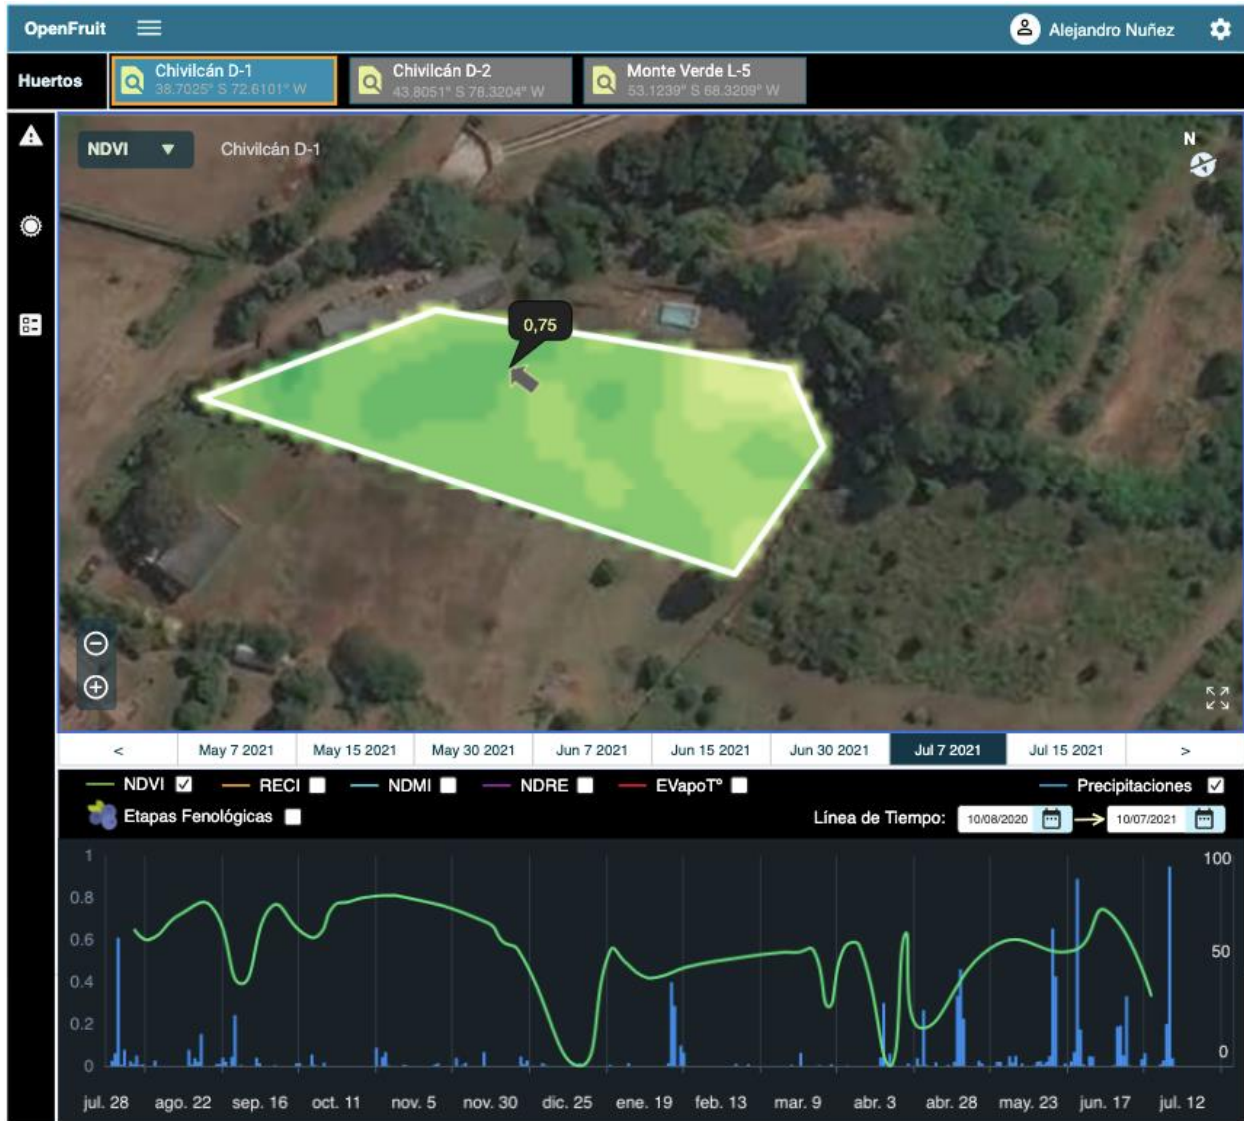 OpenFruit
Alejandro Nuñez
Huertos
Chivilcán D-1
38.7025° S 72.6101° W
Chivilcán D-2
43.8051° S 78.3204° W
Monte Verde L-5
53.1239° S 68.3209° W
NDVI
Chivilcán D-1
N
0,75
< May 7 2021 May 15 2021 May 30 2021 Jun 7 2021 Jun 15 2021 Jun 30 2021 Jul 7 2021 Jul 15 2021 >
NDVI RECI NDMI NDRE EVapoTº Precipitaciones
Etapas Fenológicas Línea de Tiempo: 10/08/2020 10/07/2021
1 100
0.8
0.6
50
0.4
0.2
0 0
jul. 28 ago. 22 sep. 16 oct. 11 nov. 5 nov. 30 dic. 25 ene. 19 feb. 13 mar. 9 abr. 3 abr. 28 may. 23 jun. 17 jul. 12